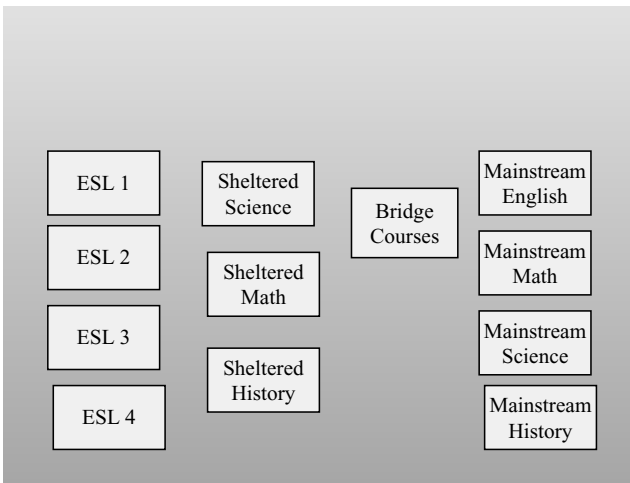 ESL 1
ESL 2
ESL 3
ESL 4
Sheltered
Science
Sheltered
Math
Sheltered
History
Bridge
Courses
Mainstream
English
Mainstream
Math
Mainstream
Science
Mainstream
History